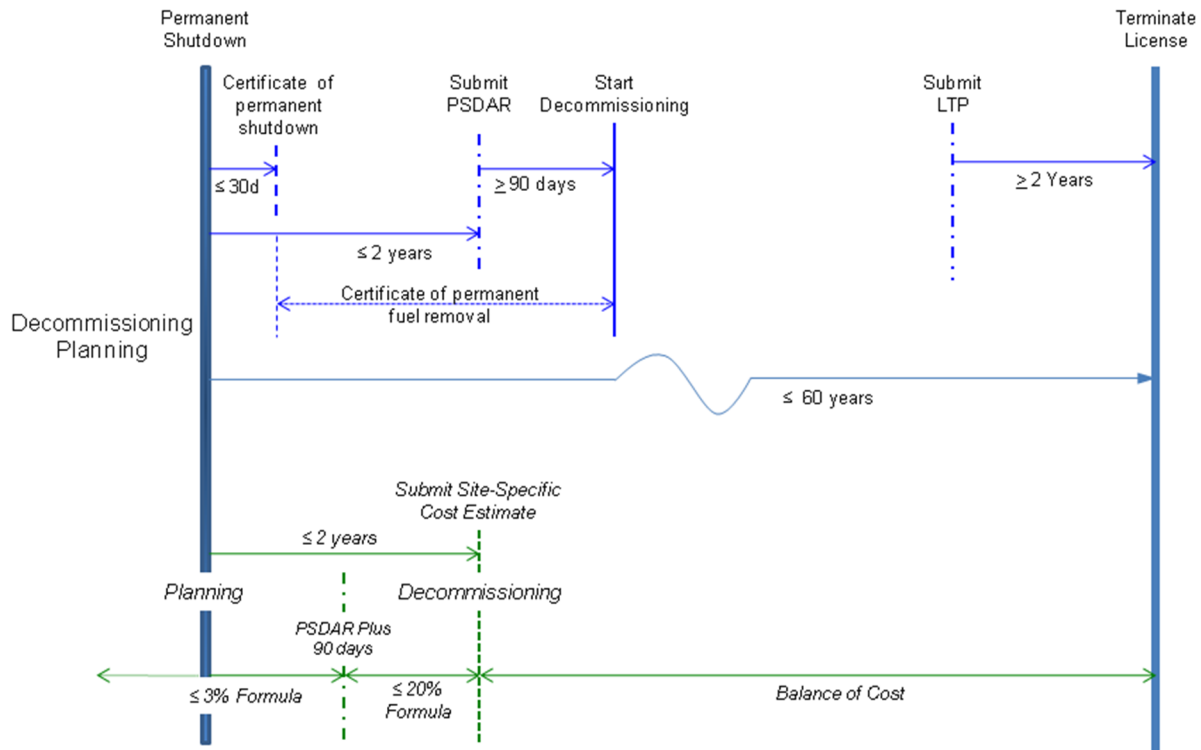 Permanent
Shutdown
Terminate
License
Certificate of
permanent
shutdown
Submit
PSDAR
Start
Decommissioning
Submit
LTP
≤ 30d
≥ 90 days
≥ 2 Years
≤ 2 years
Certificate of permanent
fuel removal
Decommissioning
Planning
≤ 60 years
Submit Site-Specific
Cost Estimate
≤ 2 years
Planning
Decommissioning
PSDAR Plus
90 days
≤ 3% Formula
≤ 20%
Formula
Balance of Cost